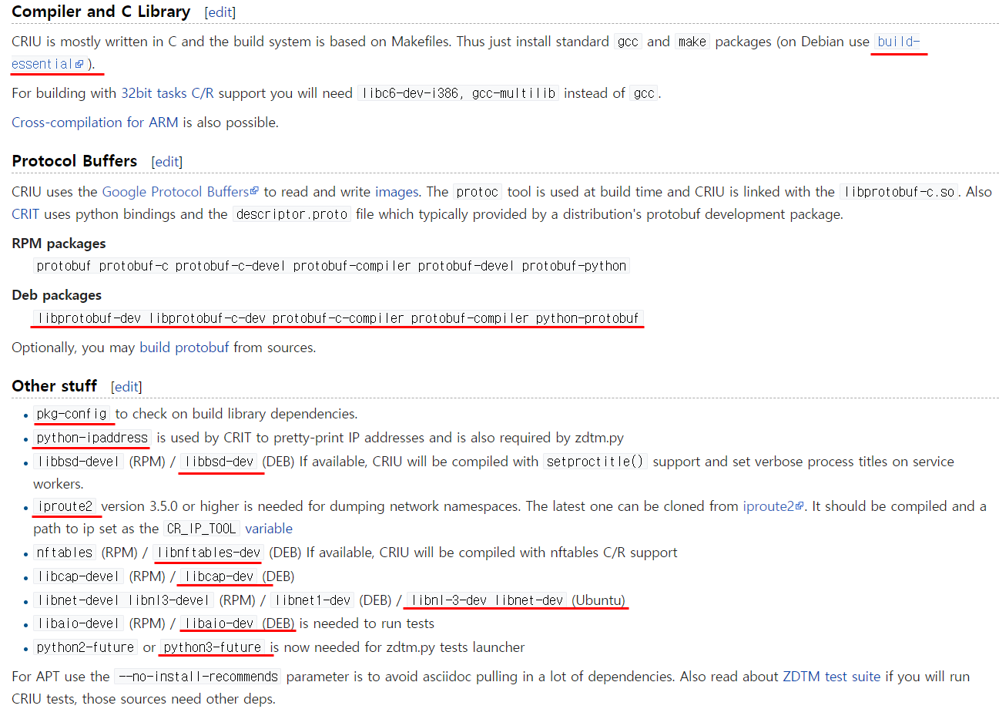 Compiler and C Library [edit]
CRIU is mostly written in C and the build system is based on Makefiles. Thus just install standard gcc and make packages (on Debian use build-
essential ).
For building with 32bit tasks C/R support you will need libc6-dev-i386, gcc-multilib instead of gcc.
Cross-compilation for ARM is also possible.
Protocol Buffers [edit]
CRIU uses the Google Protocol Buffers to read and write images. The protoc tool is used at build time and CRIU is linked with the libprotobuf-c.so. Also
CRIT uses python bindings and the descriptor.proto file which typically provided by a distribution's protobuf development package.
RPM packages
protobuf protobuf-c protobuf-c-devel protobuf-compiler protobuf-devel protobuf-python
Deb packages
libprotobuf-dev libprotobuf-c-dev protobuf-c-compiler protobuf-compiler python-protobuf
Optionally, you may build protobuf from sources.
Other stuff [edit]
• pkg-config to check on build library dependencies.
• python-ipaddress is used by CRIT to pretty-print IP addresses and is also required by zdtm.py
• libbsd-devel (RPM) / libbsd-dev (DEB) If available, CRIU will be compiled with setproctitle() support and set verbose process titles on service
workers.
• iproute2 version 3.5.0 or higher is needed for dumping network namespaces. The latest one can be cloned from iproute2. It should be compiled and a
path to ip set as the CR_IP_TOOL variable
• nftables (RPM) / libnftables-dev (DEB) If available, CRIU will be compiled with nftables C/R support
• libcap-devel (RPM) / libcap-dev (DEB)
• libnet-devel libnl3-devel (RPM) / libnet1-dev (DEB) / libnl-3-dev libnet-dev (Ubuntu)
• libaio-devel (RPM) / libaio-dev (DEB) is needed to run tests
• python2-future or python3-future is now needed for zdtm.py tests launcher
For APT use the --no-install-recommends parameter is to avoid asciidoc pulling in a lot of dependencies. Also read about ZDTM test suite if you will run
CRIU tests, those sources need other deps.